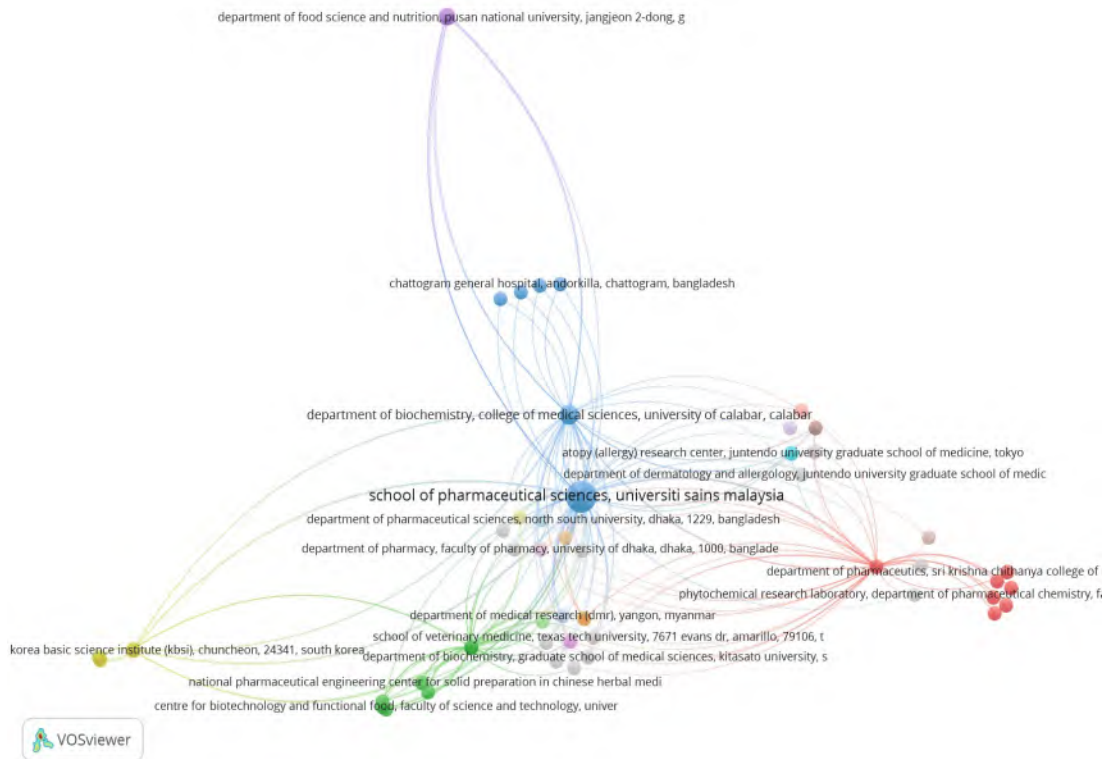 department of food science and nutrition, pusan national university, jangjeon 2-dong, g
chattogram general hospital, andorkilla, chattogram, bangladesh
department of biochemistry, college of medical sciences, university of calabar, calabar
atopy (allergy) research center, juntendo university graduate school of medicine, tokyo
department of dermatology and allergology, juntendo university graduate school of medic
school of pharmaceutical sciences, universiti sains malaysia
department of pharmaceutical sciences, north south university, dhaka, 1229, bangladesh
department of pharmacy, faculty of pharmacy, university of dhaka, dhaka, 1000, banglade
department of pharmaceutics, sri krishna chithanya college of
phytochemical research laboratory, department of pharmaceutical chemistry, fa
department of medical research (dmr), yangon, myanmar
school of veterinary medicine, texas tech university, 7671 evans dr, amarillo, 79106, t
korea basic science institute (kbsi), chuncheon, 24341, south korea
department of biochemistry, graduate school of medical sciences, kitasato university, s
national pharmaceutical engineering center for solid preparation in chinese herbal medi
centre for biotechnology and functional food, faculty of science and technology, univer
VOSviewer